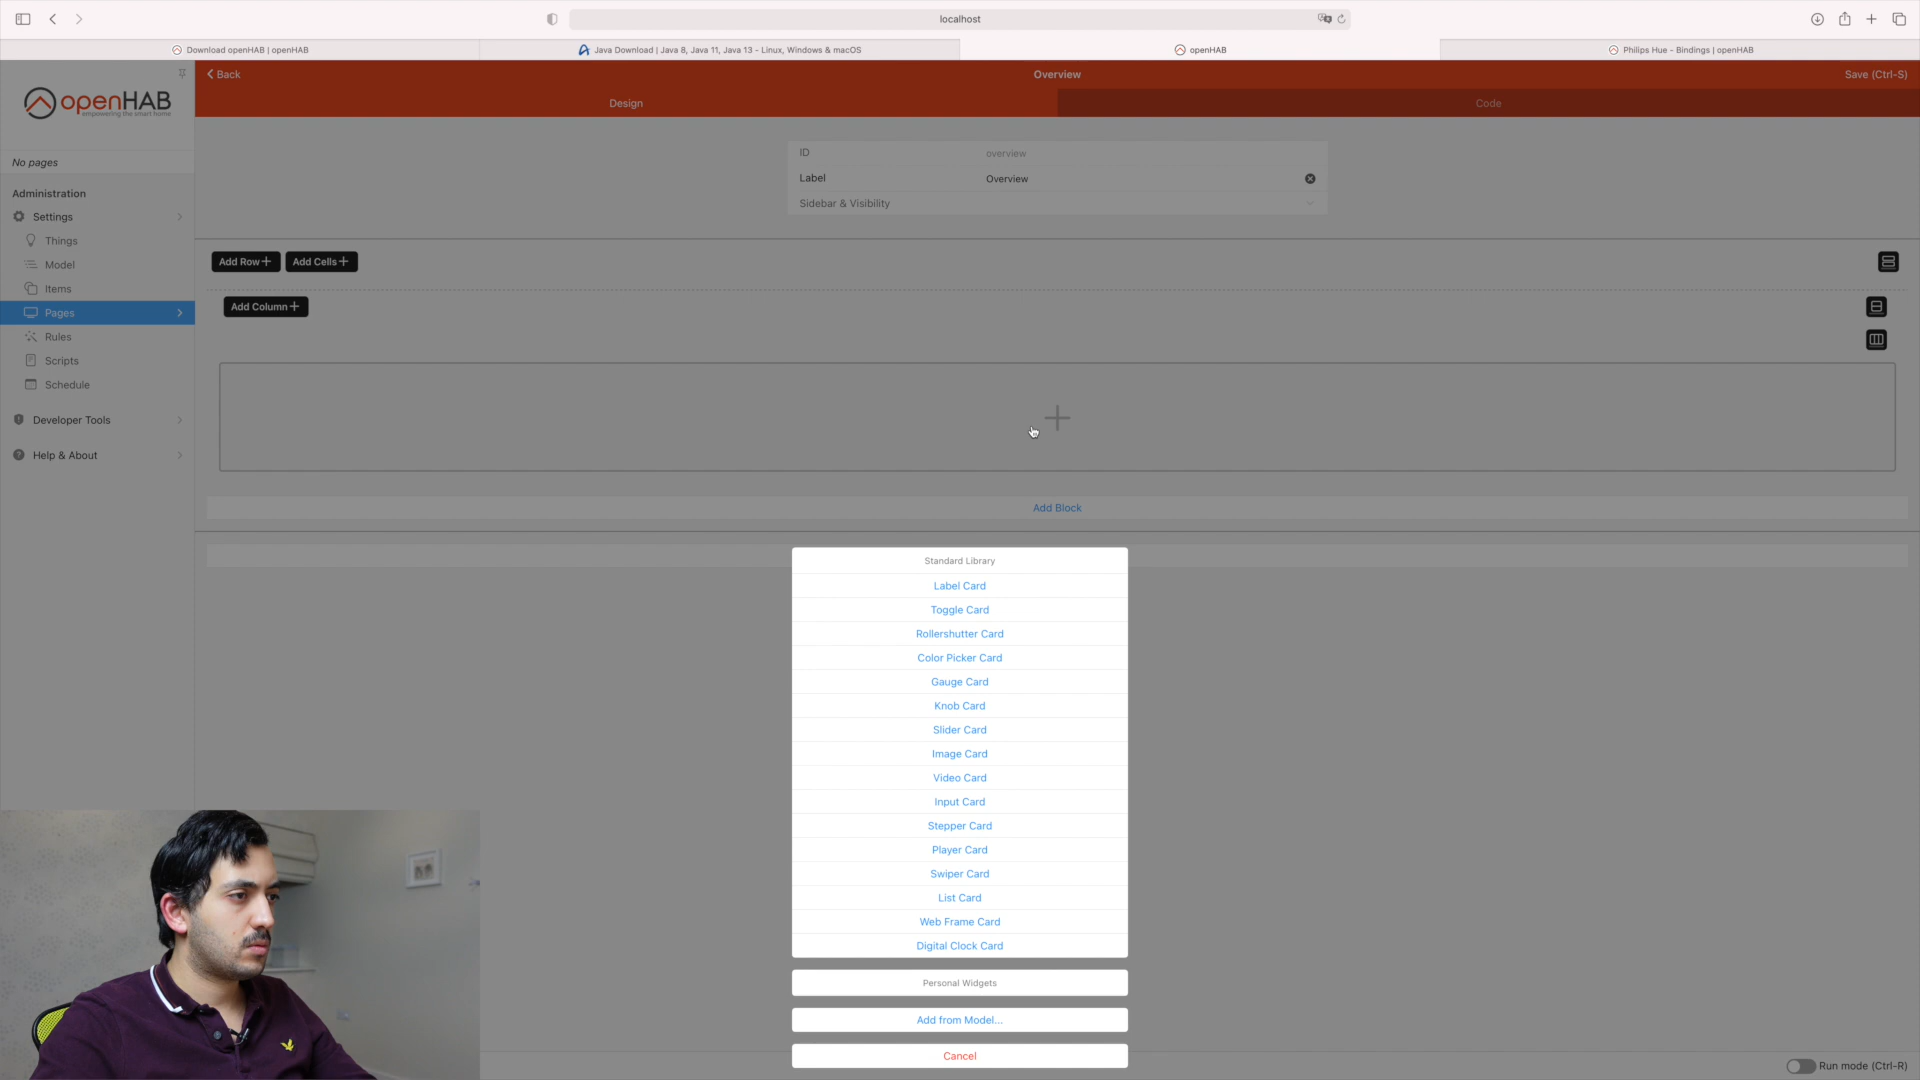 localhost
Download openHAB | openHAB
Java Download | Java 8, Java 11, Java 13 - Linux, Windows & macOS
openHAB
Philips Hue - Bindings | openHAB
openHAB
empowering the smart home
Back
Overview
Save (Ctrl-S)
Design
Code
No pages
Administration
Settings
Things
Model
Items
Pages
Rules
Scripts
Schedule
Developer Tools
Help & About
ID
overview
Label
Overview
Sidebar & Visibility
Add Row
Add Cells
Add Column
Add Block
Standard Library
Label Card
Toggle Card
Rollershutter Card
Color Picker Card
Gauge Card
Knob Card
Slider Card
Image Card
Video Card
Input Card
Stepper Card
Player Card
Swiper Card
List Card
Web Frame Card
Digital Clock Card
Personal Widgets
Add from Model...
Cancel
Run mode (Ctrl-R)